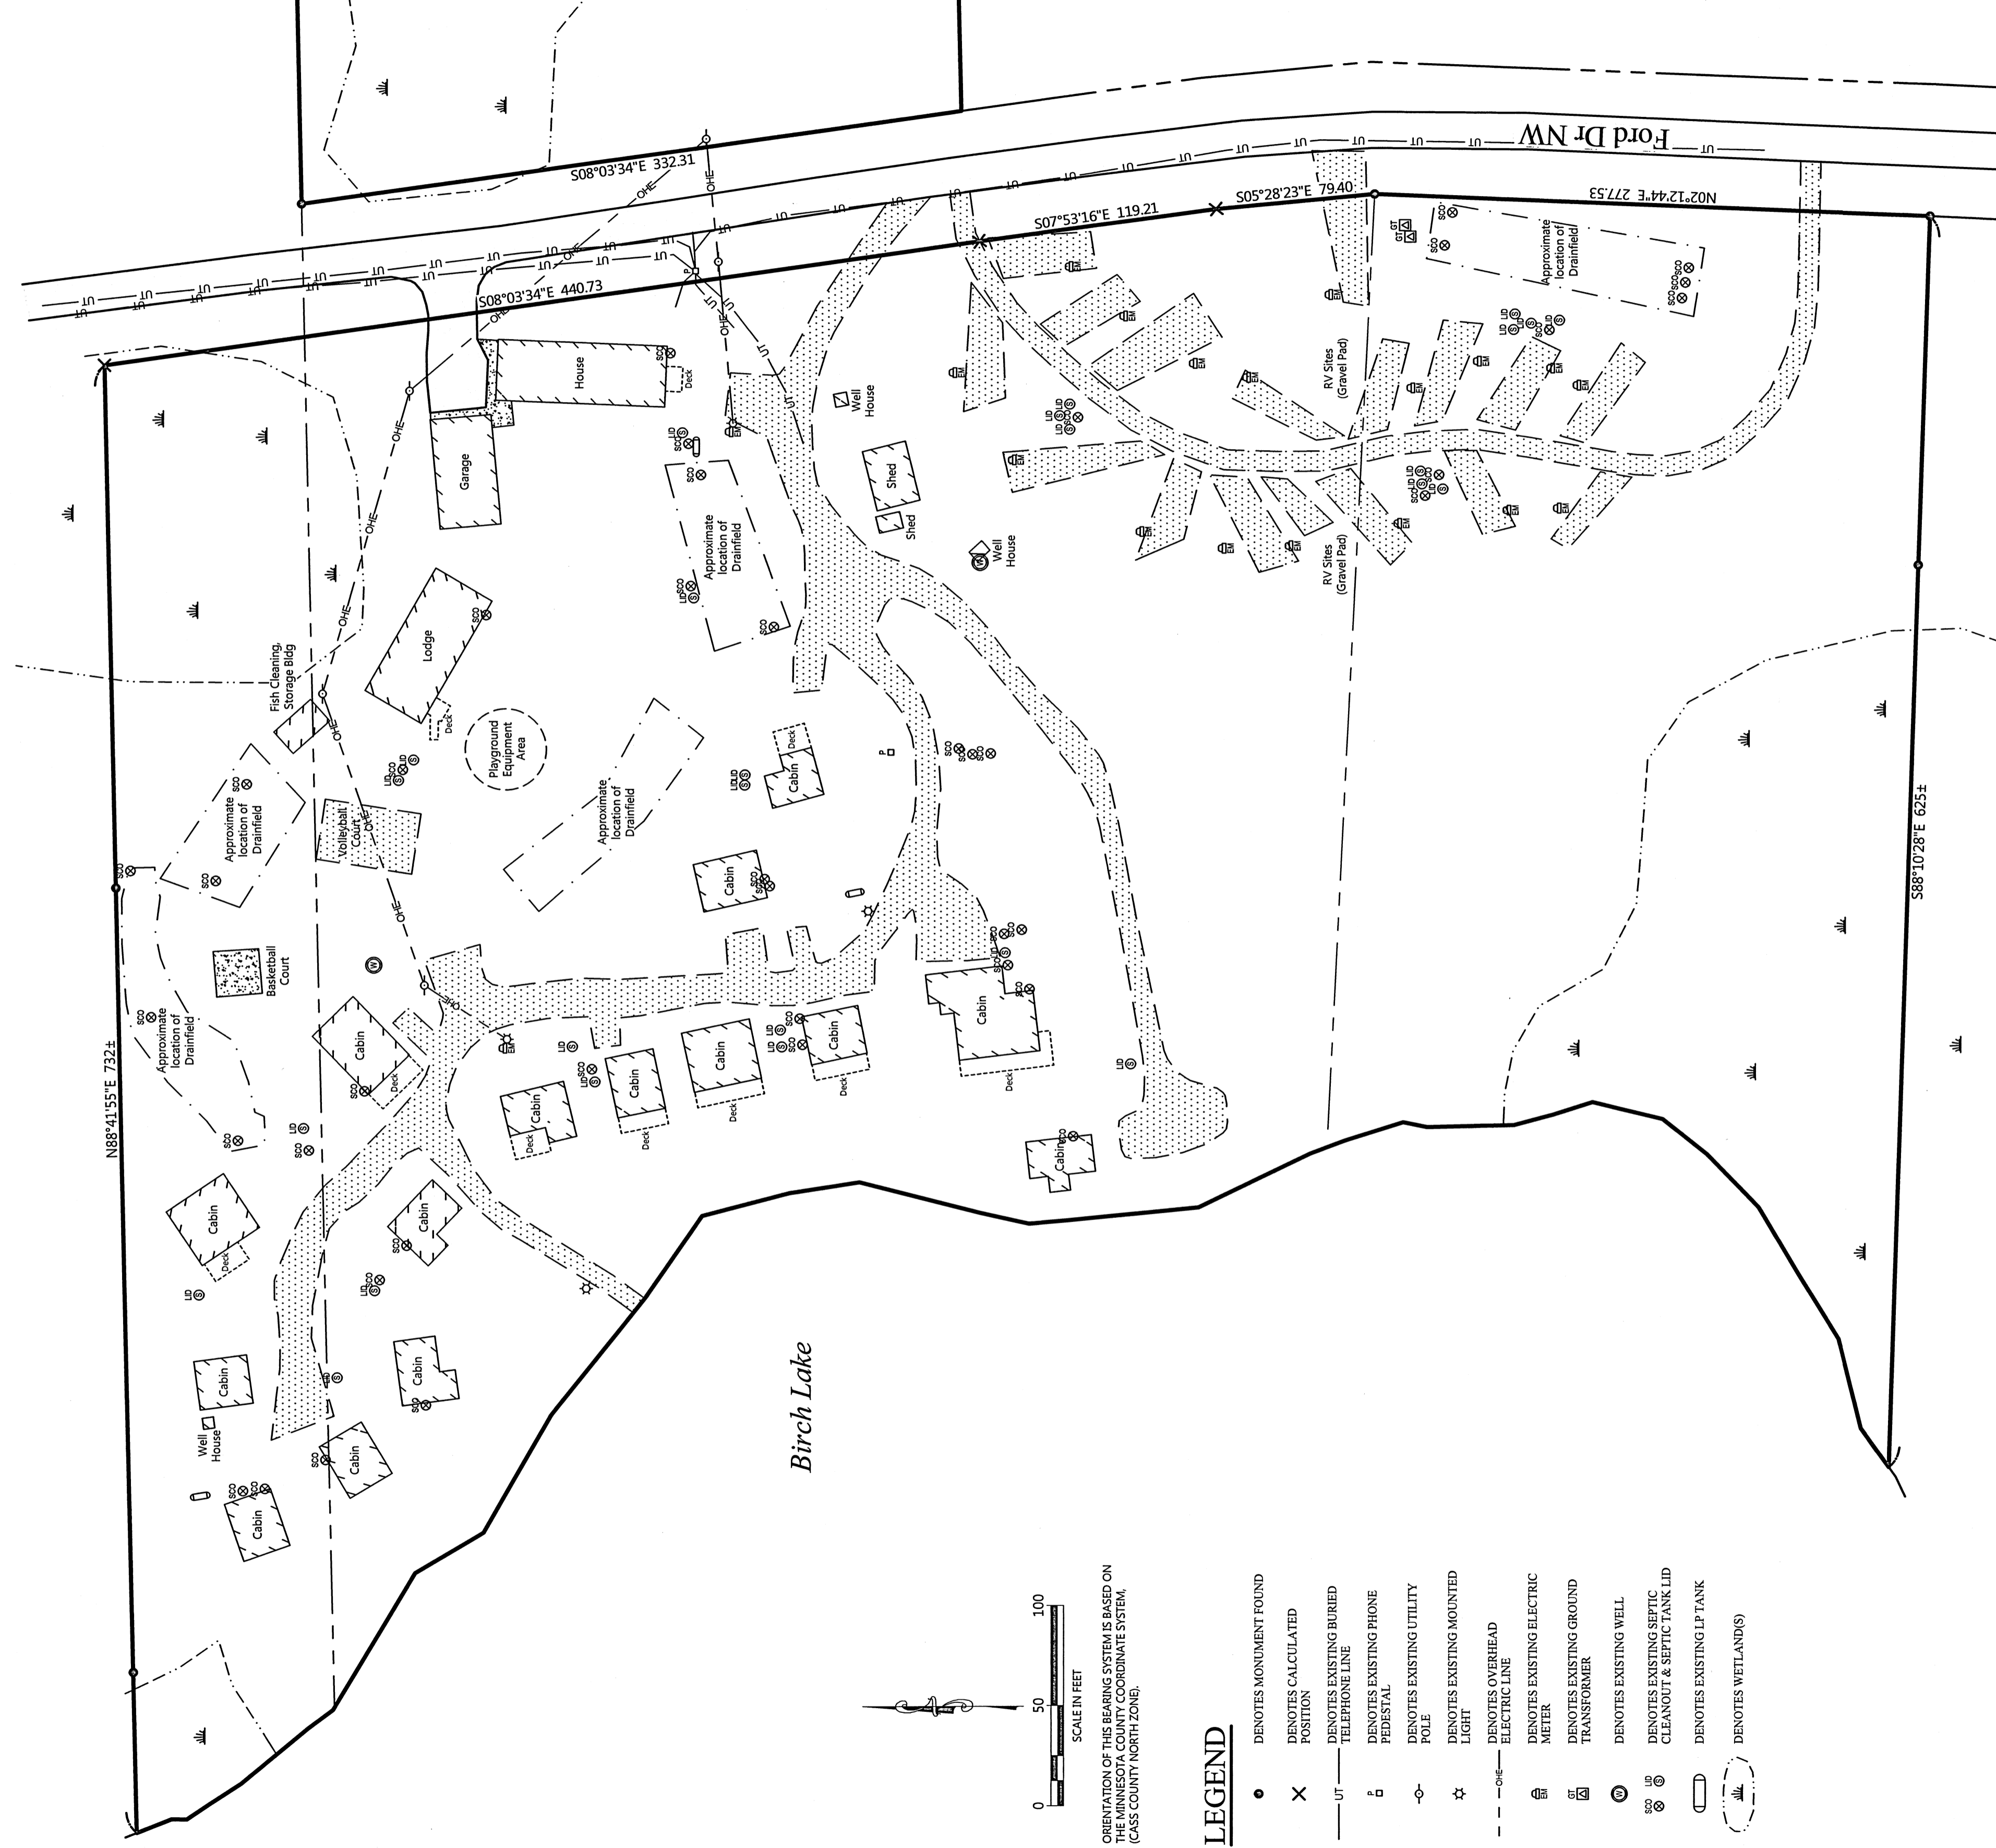 Ford Dr NW
S08°03'34"E 332.31
S08°03'34"E 440.73
S07°53'16"E 119.21
S05°28'23"E 79.40
N02°12'44"E 277.53
N88°41'55"E 732±
S88°10'28"E 625±
House
Deck
Garage
Well
House
Shed
Shed
Well
House
RV Sites
(Gravel Pad)
RV Sites
(Gravel Pad)
Approximate
location of
Drainfield
Approximate
location of
Drainfield
Lodge
Deck
Fish Cleaning,
Storage Bldg
Playground
Equipment
Area
Approximate
location of
Drainfield
Volleyball
Court
Approximate
location of
Drainfield
Basketball
Court
Approximate
location of
Drainfield
Cabin
Deck
Cabin
Cabin
Deck
Cabin
Deck
Cabin
Deck
Cabin
Deck
Cabin
Deck
Cabin
Deck
Cabin
Cabin
Deck
Cabin
Cabin
Well
House
Cabin
Cabin
Cabin
Birch Lake
0 50 100
SCALE IN FEET
ORIENTATION OF THIS BEARING SYSTEM IS BASED ON
THE MINNESOTA COUNTY COORDINATE SYSTEM,
(CASS COUNTY NORTH ZONE).
LEGEND
DENOTES MONUMENT FOUND
DENOTES CALCULATED
POSITION
UT
DENOTES EXISTING BURIED
TELEPHONE LINE
P
DENOTES EXISTING PHONE
PEDESTAL
DENOTES EXISTING UTILITY
POLE
DENOTES EXISTING MOUNTED
LIGHT
OHE
DENOTES OVERHEAD
ELECTRIC LINE
EM
DENOTES EXISTING ELECTRIC
METER
GT
DENOTES EXISTING GROUND
TRANSFORMER
W
DENOTES EXISTING WELL
SCO LID
S
DENOTES EXISTING SEPTIC
CLEANOUT & SEPTIC TANK LID
DENOTES EXISTING LP TANK
DENOTES WETLAND(S)